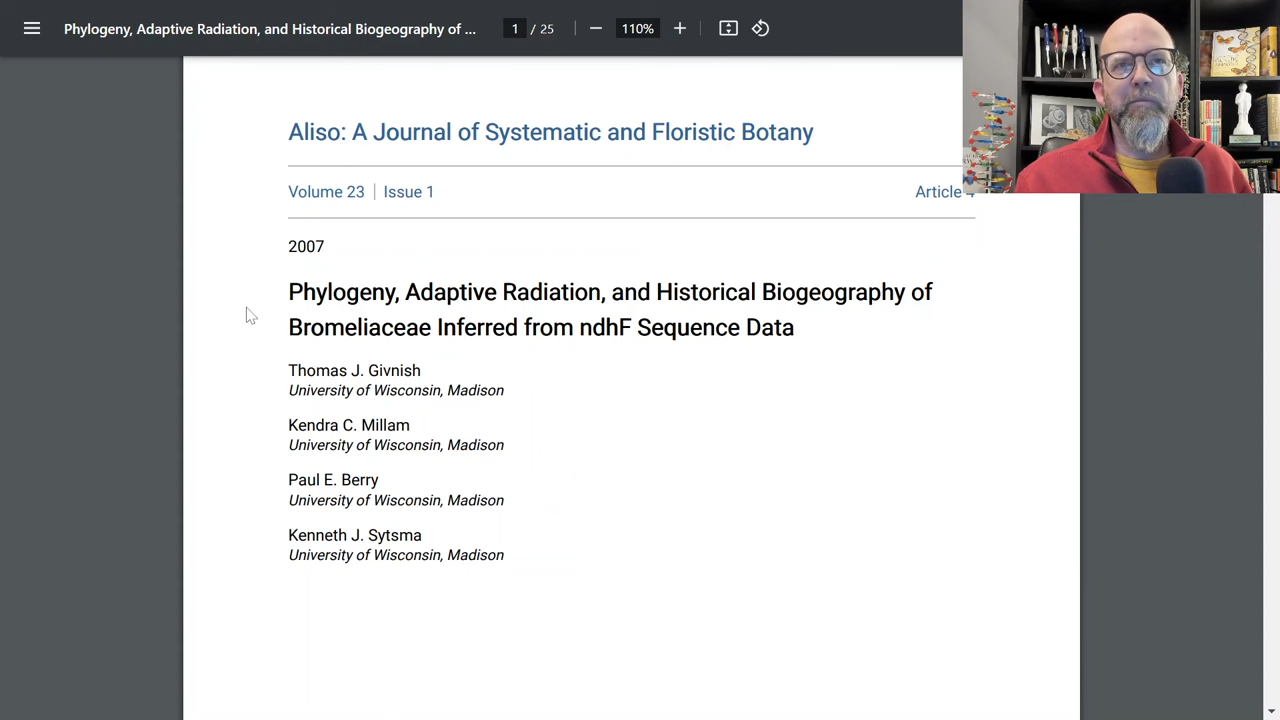 Phylogeny, Adaptive Radiation, and Historical Biogeography of ...
1 / 25
110%
Aliso: A Journal of Systematic and Floristic Botany
Volume 23 | Issue 1
Article 4
2007
Phylogeny, Adaptive Radiation, and Historical Biogeography of
Bromeliaceae Inferred from ndhF Sequence Data
Thomas J. Givnish
University of Wisconsin, Madison
Kendra C. Millam
University of Wisconsin, Madison
Paul E. Berry
University of Wisconsin, Madison
Kenneth J. Sytsma
University of Wisconsin, Madison